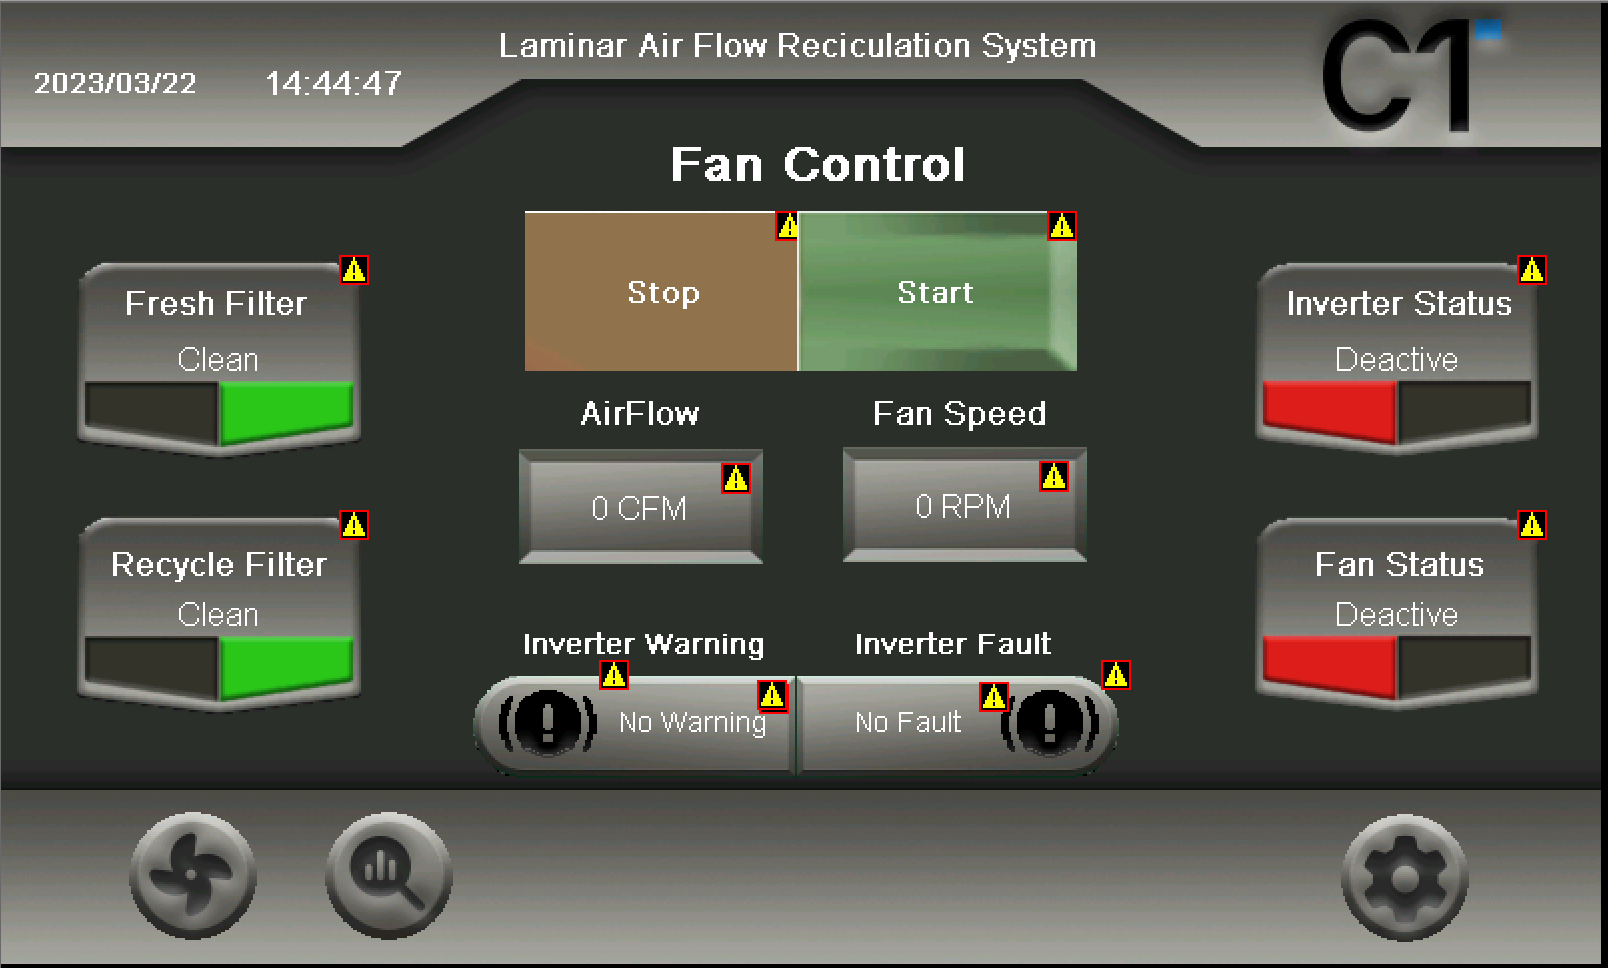 Laminar Air Flow Reciculation System
2023/03/22 14:44:47
C1
Fan Control
Stop Start
Fresh Filter
Clean
Inverter Status
Deactive
AirFlow Fan Speed
0 CFM 0 RPM
Recycle Filter
Clean
Fan Status
Deactive
Inverter Warning Inverter Fault
No Warning No Fault